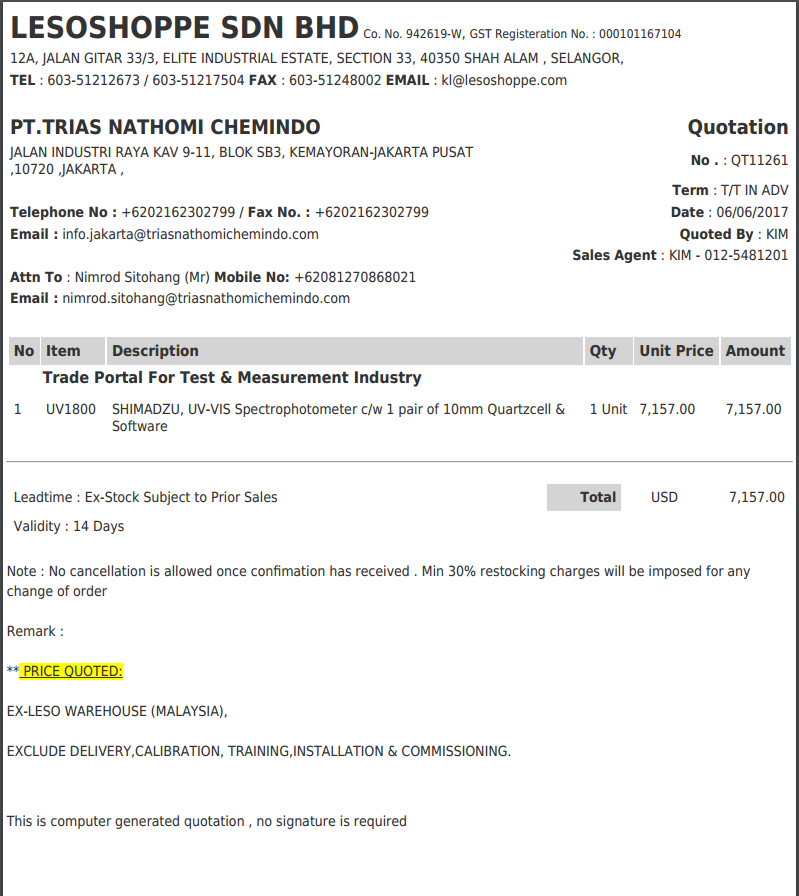 LESOSHOPPE SDN BHD Co. No. 942619-W, GST Registeration No. : 000101167104
12A, JALAN GITAR 33/3, ELITE INDUSTRIAL ESTATE, SECTION 33, 40350 SHAH ALAM , SELANGOR,
TEL : 603-51212673 / 603-51217504 FAX : 603-51248002 EMAIL : kl@lesoshoppe.com
PT.TRIAS NATHOMI CHEMINDO
Quotation
JALAN INDUSTRI RAYA KAV 9-11, BLOK SB3, KEMAYORAN-JAKARTA PUSAT
,10720 ,JAKARTA ,
No . : QT11261
Term : T/T IN ADV
Telephone No : +6202162302799 / Fax No. : +6202162302799
Date : 06/06/2017
Email : info.jakarta@triasnathomichemindo.com
Quoted By : KIM
Sales Agent : KIM - 012-5481201
Attn To : Nimrod Sitohang (Mr) Mobile No: +62081270868021
Email : nimrod.sitohang@triasnathomichemindo.com
No Item Description Qty Unit Price Amount
Trade Portal For Test & Measurement Industry
1 UV1800 SHIMADZU, UV-VIS Spectrophotometer c/w 1 pair of 10mm Quartzcell & 1 Unit 7,157.00 7,157.00
Software
Leadtime : Ex-Stock Subject to Prior Sales Total USD 7,157.00
Validity : 14 Days
Note : No cancellation is allowed once confimation has received . Min 30% restocking charges will be imposed for any
change of order
Remark :
** PRICE QUOTED:
EX-LESO WAREHOUSE (MALAYSIA),
EXCLUDE DELIVERY,CALIBRATION, TRAINING,INSTALLATION & COMMISSIONING.
This is computer generated quotation , no signature is required